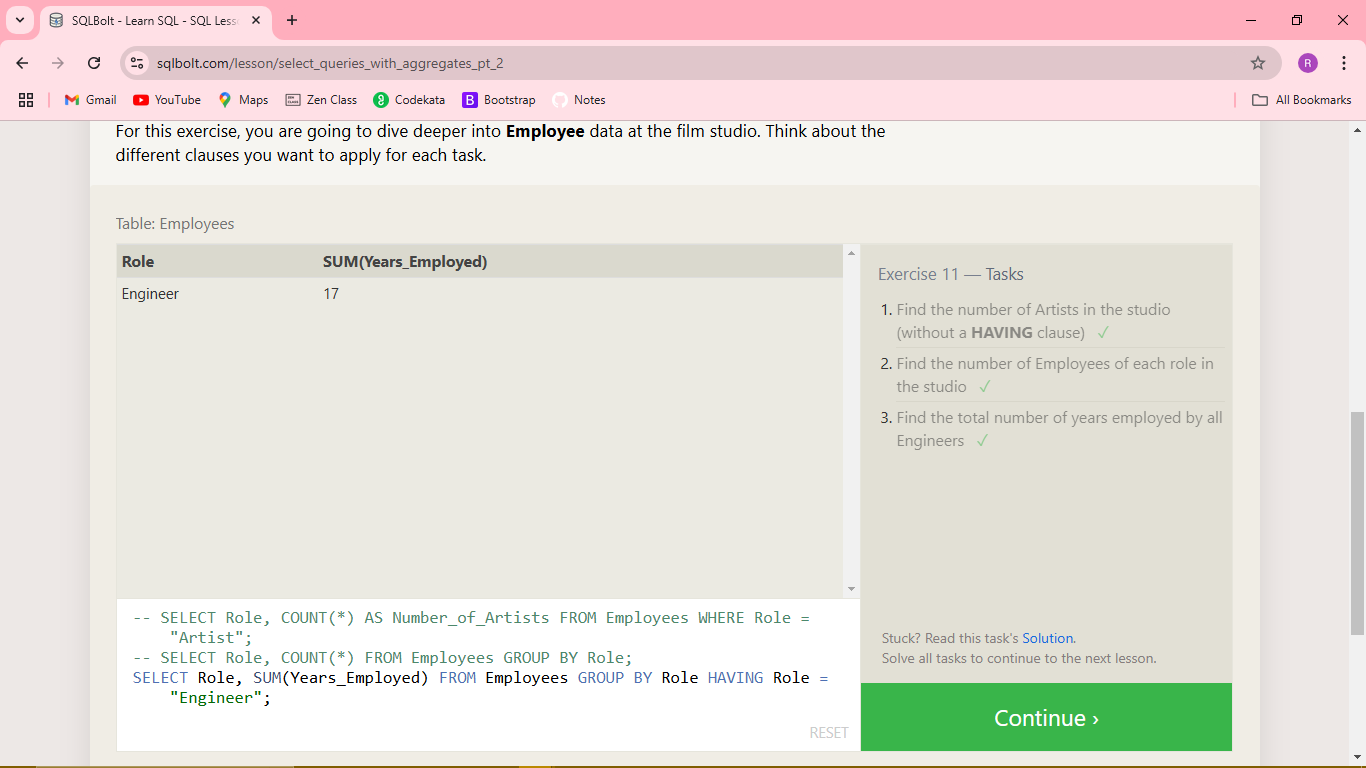 SQLBolt - Learn SQL - SQL Less
sqlbolt.com/lesson/select_queries_with_aggregates_pt_2
R
Gmail
YouTube
Maps
Zen Class
Codekata
B Bootstrap
Notes
All Bookmarks
For this exercise, you are going to dive deeper into Employee data at the film studio. Think about the
different clauses you want to apply for each task.
Table: Employees
Role SUM(Years_Employed)
Engineer 17
Exercise 11 — Tasks
1. Find the number of Artists in the studio
(without a HAVING clause) ✓
2. Find the number of Employees of each role in
the studio ✓
3. Find the total number of years employed by all
Engineers ✓
-- SELECT Role, COUNT(*) AS Number_of_Artists FROM Employees WHERE Role =
"Artist";
-- SELECT Role, COUNT(*) FROM Employees GROUP BY Role;
SELECT Role, SUM(Years_Employed) FROM Employees GROUP BY Role HAVING Role =
"Engineer";
RESET
Stuck? Read this task's Solution.
Solve all tasks to continue to the next lesson.
Continue ›